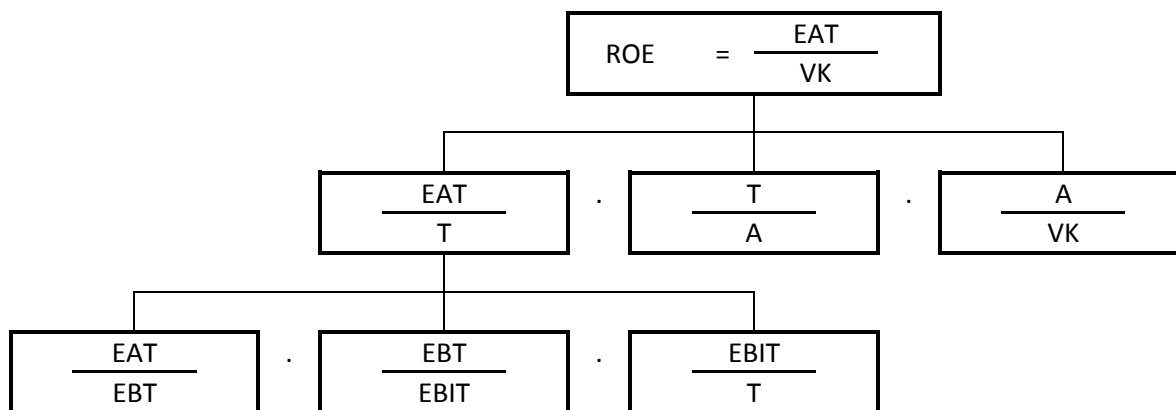 EAT
ROE =
VK
EAT . T . A
T A VK
EAT . EBT . EBIT
EBT EBIT T